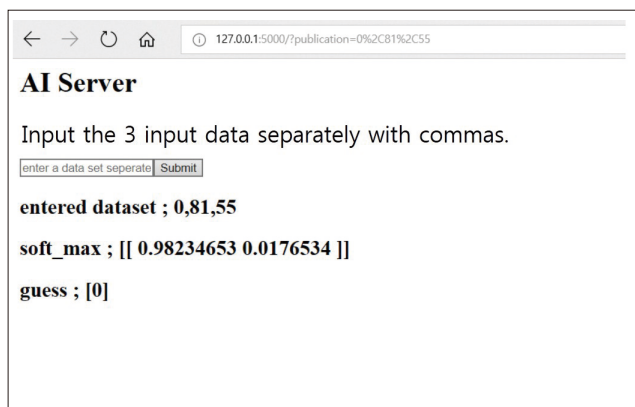 127.0.0.1:5000/?publication=0%2C81%2C55
AI Server
Input the 3 input data separately with commas.
enter a data set seperate Submit
entered dataset ; 0,81,55
soft_max ; [[ 0.98234653 0.0176534 ]]
guess ; [0]